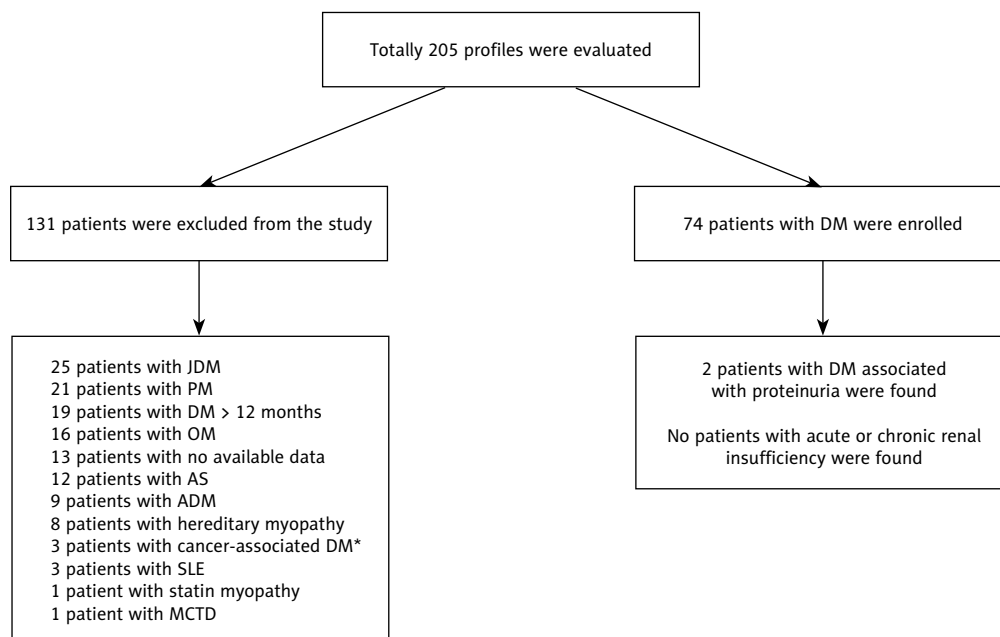 Totally 205 profiles were evaluated
131 patients were excluded from the study
74 patients with DM were enrolled
25 patients with JDM
21 patients with PM
19 patients with DM > 12 months
16 patients with OM
13 patients with no available data
12 patients with AS
9 patients with ADM
8 patients with hereditary myopathy
3 patients with cancer-associated DM*
3 patients with SLE
1 patient with statin myopathy
1 patient with MCTD
2 patients with DM associated
with proteinuria were found
No patients with acute or chronic renal
insufficiency were found